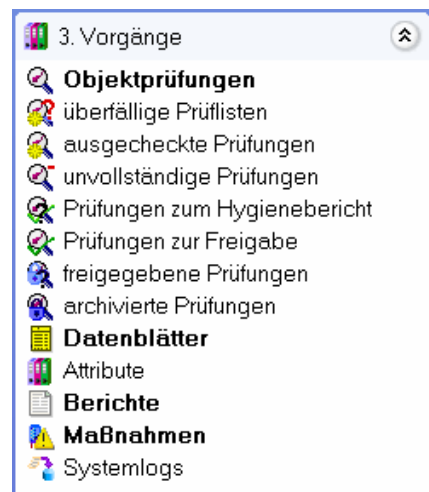 3. Vorgänge
Objektprüfungen
überfällige Prüflisten
ausgecheckte Prüfungen
unvollständige Prüfungen
Prüfungen zum Hygienebericht
Prüfungen zur Freigabe
freigegebene Prüfungen
archivierte Prüfungen
Datenblätter
Attribute
Berichte
Maßnahmen
Systemlogs